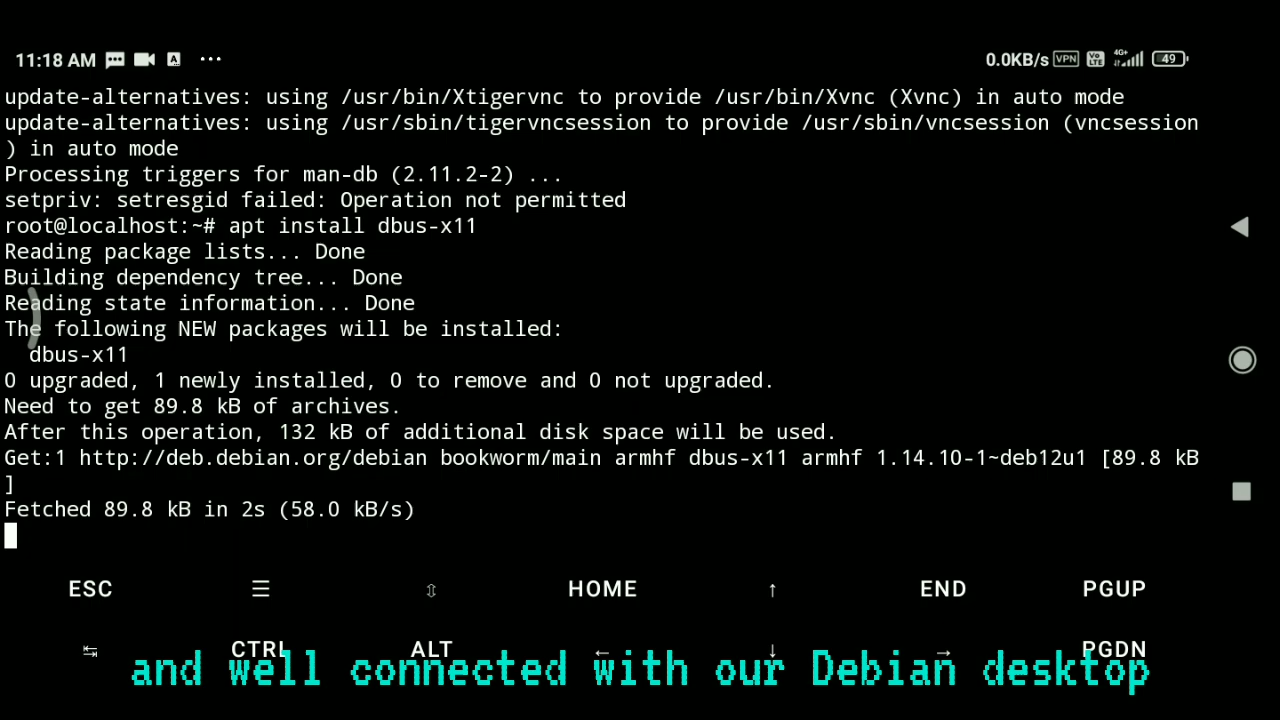 11:18 AM ... 0.0KB/s VPN VoLTE 4G+ 49
update-alternatives: using /usr/bin/Xtigervnc to provide /usr/bin/Xvnc (Xvnc) in auto mode
update-alternatives: using /usr/sbin/tigervncsession to provide /usr/sbin/vncsession (vncsession
) in auto mode
Processing triggers for man-db (2.11.2-2) ...
setpriv: setresgid failed: Operation not permitted
root@localhost:~# apt install dbus-x11
Reading package lists... Done
Building dependency tree... Done
Reading state information... Done
The following NEW packages will be installed:
  dbus-x11
0 upgraded, 1 newly installed, 0 to remove and 0 not upgraded.
Need to get 89.8 kB of archives.
After this operation, 132 kB of additional disk space will be used.
Get:1 http://deb.debian.org/debian bookworm/main armhf dbus-x11 armhf 1.14.10-1~deb12u1 [89.8 kB
]
Fetched 89.8 kB in 2s (58.0 kB/s)
ESC ☰ ⇳ HOME ↑ END PGUP
↹ CTRL ALT ← ↓ → PGDN
and well connected with our Debian desktop